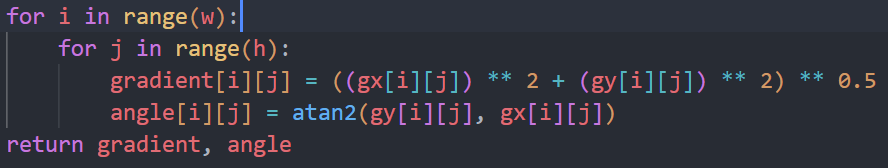 for i in range(w):
    for j in range(h):
        gradient[i][j] = ((gx[i][j]) ** 2 + (gy[i][j]) ** 2) ** 0.5
        angle[i][j] = atan2(gy[i][j], gx[i][j])
return gradient, angle